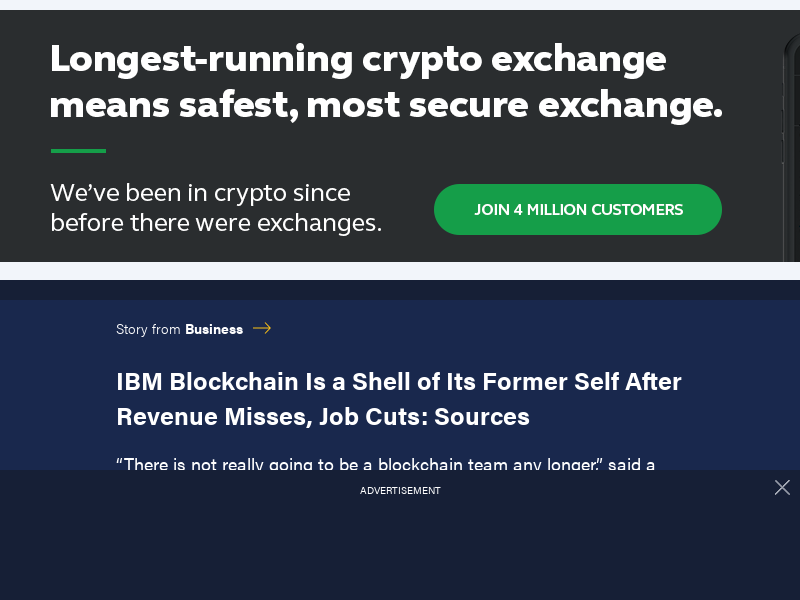 Longest-running crypto exchange
means safest, most secure exchange.
We’ve been in crypto since
before there were exchanges.
JOIN 4 MILLION CUSTOMERS
Story from Business
IBM Blockchain Is a Shell of Its Former Self After
Revenue Misses, Job Cuts: Sources
“There is not really going to be a blockchain team any longer,” said a
ADVERTISEMENT